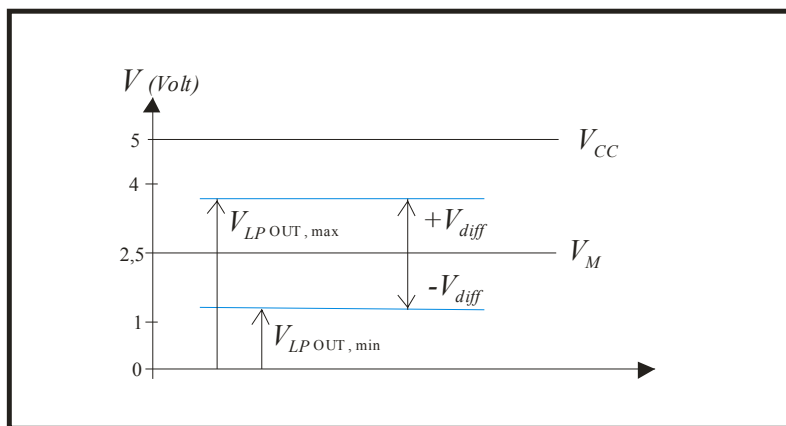 V (Volt)
5
V_CC
4
V_LP OUT, max
+V_diff
2,5
V_M
-V_diff
1
V_LP OUT, min
0